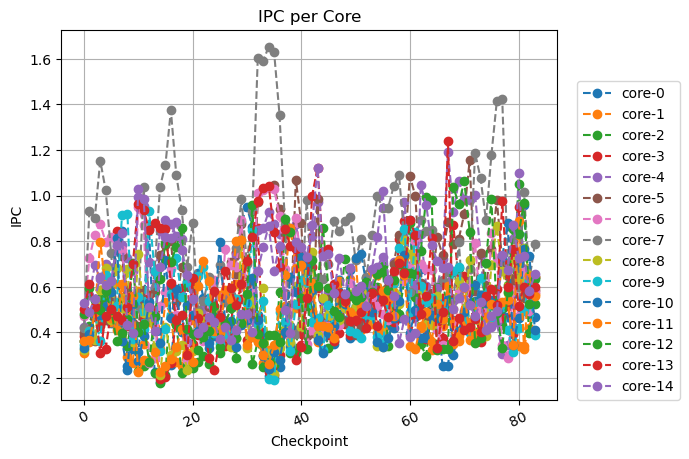 IPC per Core
1.6
1.4
1.2
1.0
0.8
0.6
0.4
0.2
IPC
0
20
40
60
80
Checkpoint
core-0
core-1
core-2
core-3
core-4
core-5
core-6
core-7
core-8
core-9
core-10
core-11
core-12
core-13
core-14